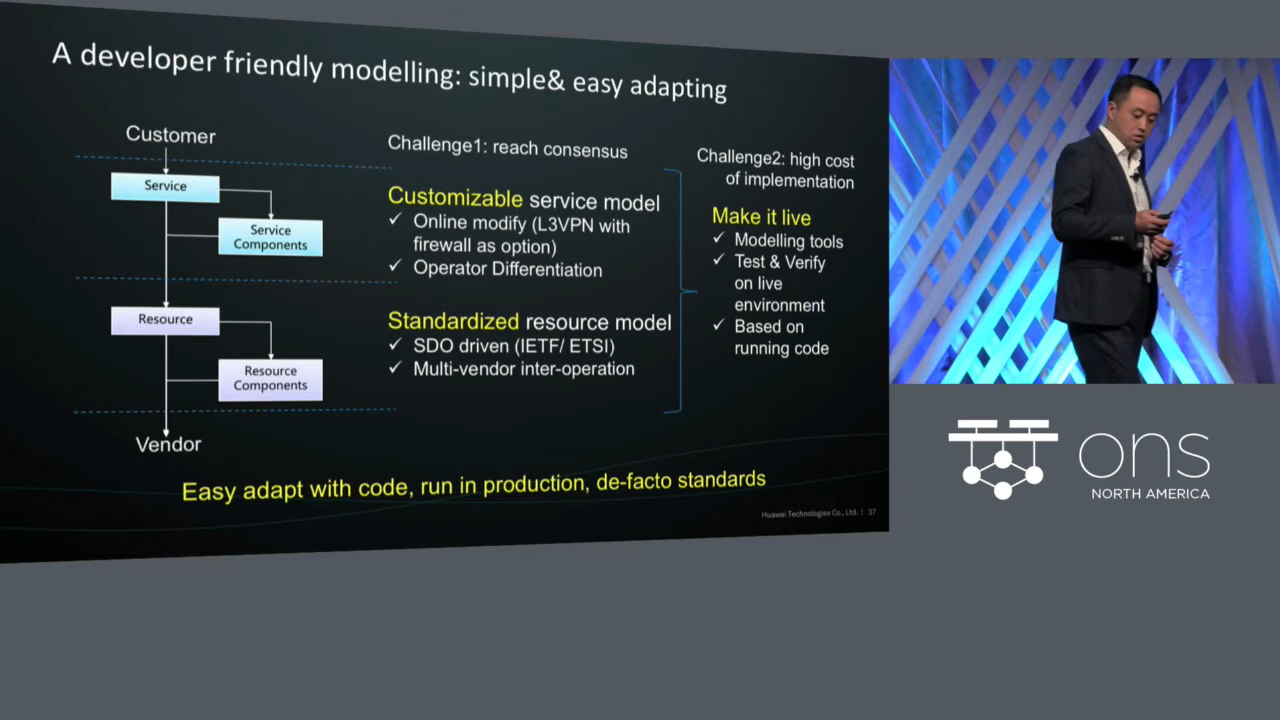 A developer friendly modelling: simple& easy adapting
Customer
Service
Service
Components
Resource
Resource
Components
Vendor
Challenge1: reach consensus
Customizable service model
✓ Online modify (L3VPN with
firewall as option)
✓ Operator Differentiation
Standardized resource model
✓ SDO driven (IETF/ ETSI)
✓ Multi-vendor inter-operation
Challenge2: high cost
of implementation
Make it live
✓ Modelling tools
✓ Test & Verify
on live
environment
✓ Based on
running code
Easy adapt with code, run in production, de-facto standards
Huawei Technologies Co., Ltd. | 37
ons
NORTH AMERICA